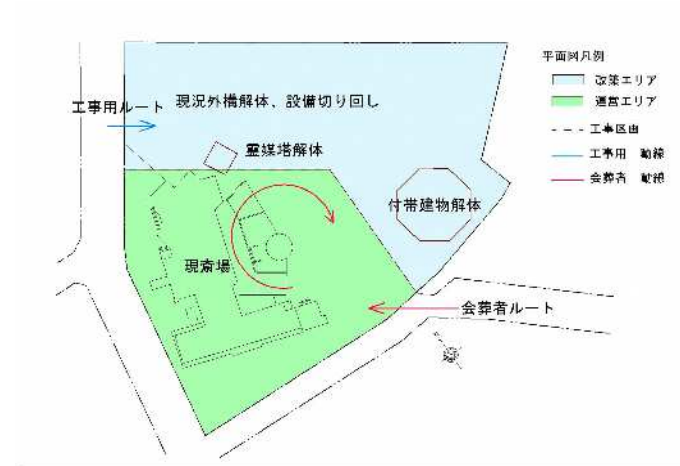 平面図凡例
改築エリア
運営エリア
工事区画
工事用 動線
会葬者 動線
工事用ルート
現況外構解体、設備切り回し
霊媒塔解体
付帯建物解体
現斎場
会葬者ルート